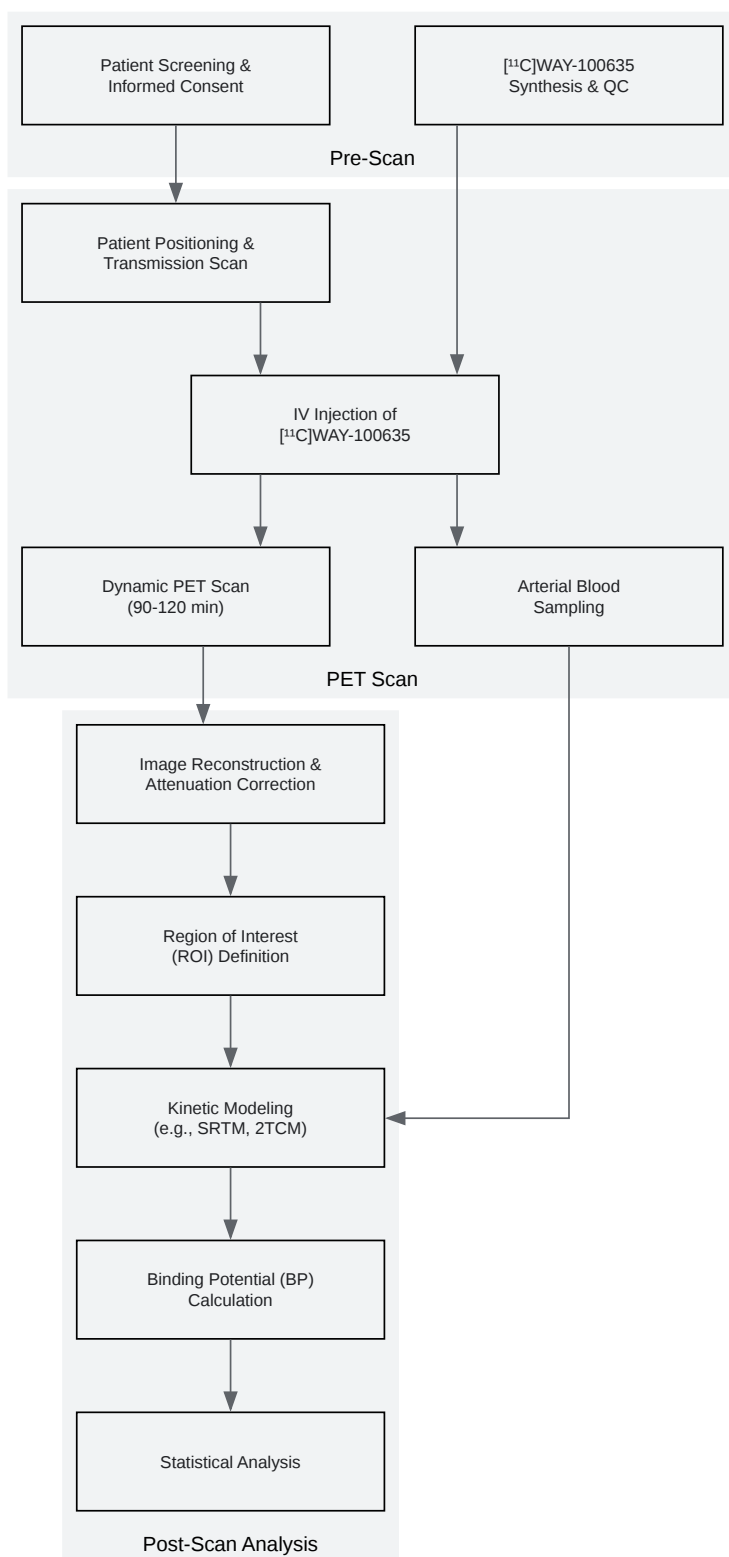 Patient Screening &
Informed Consent
[¹¹C]WAY-100635
Synthesis & QC
Pre-Scan
Patient Positioning &
Transmission Scan
IV Injection of
[¹¹C]WAY-100635
Dynamic PET Scan
(90-120 min)
Arterial Blood
Sampling
PET Scan
Image Reconstruction &
Attenuation Correction
Region of Interest
(ROI) Definition
Kinetic Modeling
(e.g., SRTM, 2TCM)
Binding Potential (BP)
Calculation
Statistical Analysis
Post-Scan Analysis